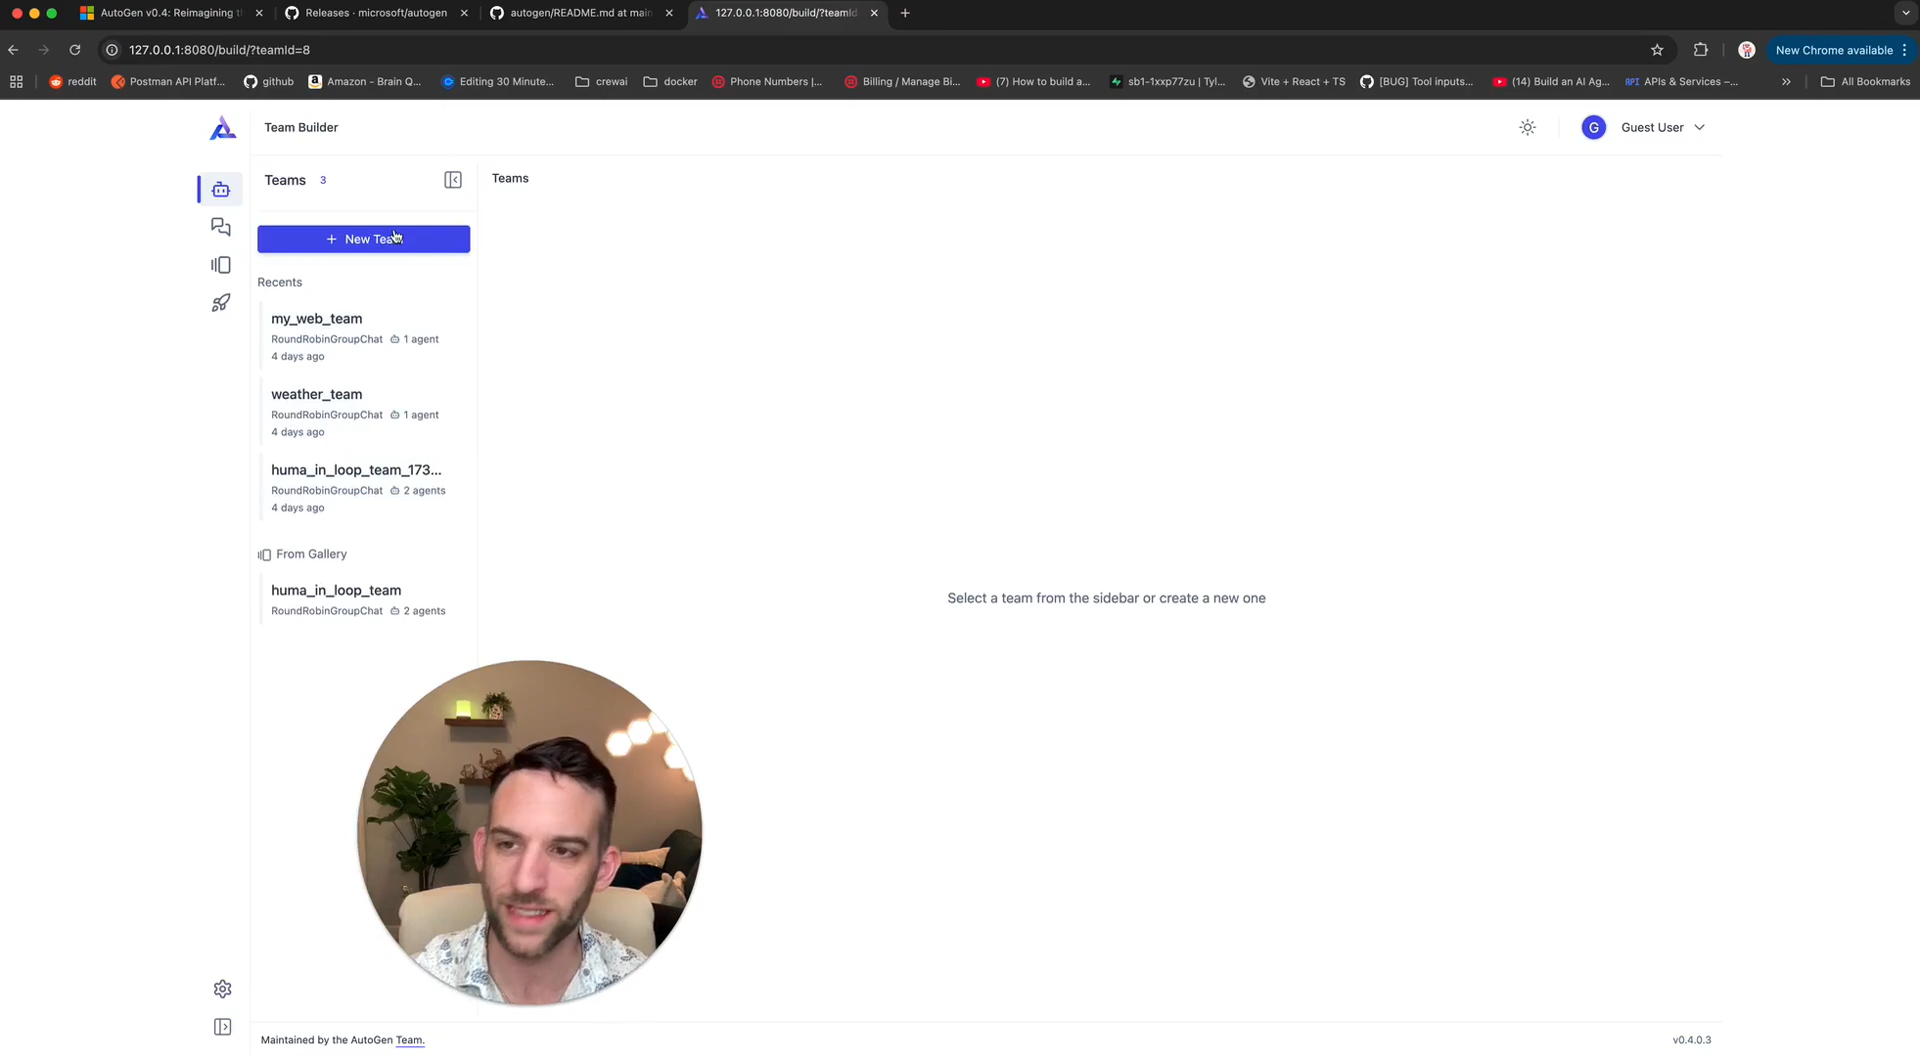 AutoGen v0.4: Reimagining t
Releases · microsoft/autogen
autogen/README.md at main
127.0.0.1:8080/build/?teamId
127.0.0.1:8080/build/?teamId=8
New Chrome available
reddit
Postman API Platf...
github
Amazon - Brain Q...
Editing 30 Minute...
crewai
docker
Phone Numbers |...
Billing / Manage Bi...
(7) How to build a...
sb1-1xxp77zu | Tyl...
Vite + React + TS
[BUG] Tool inputs...
(14) Build an AI Ag...
API APIs & Services –...
All Bookmarks
Team Builder
G Guest User
Teams 3
Teams
+ New Team
Recents
my_web_team
RoundRobinGroupChat 1 agent
4 days ago
weather_team
RoundRobinGroupChat 1 agent
4 days ago
huma_in_loop_team_173...
RoundRobinGroupChat 2 agents
4 days ago
From Gallery
huma_in_loop_team
RoundRobinGroupChat 2 agents
Select a team from the sidebar or create a new one
Maintained by the AutoGen Team.
v0.4.0.3